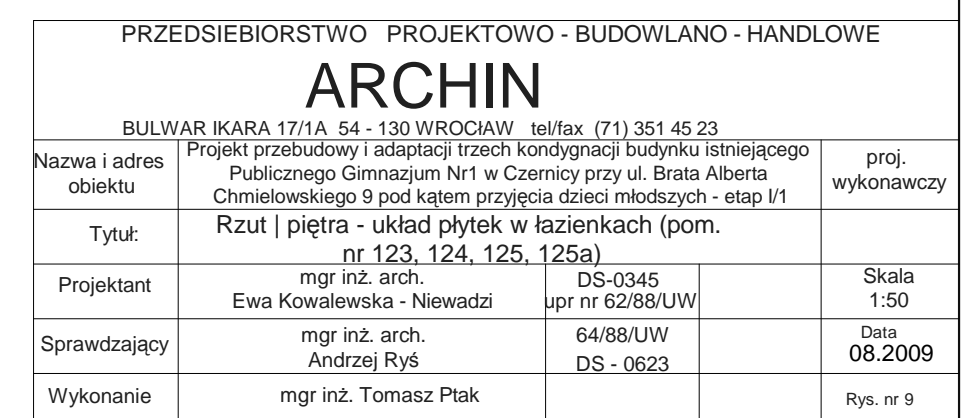 PRZEDSIEBIORSTWO PROJEKTOWO - BUDOWLANO - HANDLOWE
ARCHIN
BULWAR IKARA 17/1A 54 - 130 WROCŁAW tel/fax (71) 351 45 23
Nazwa i adres obiektu
Projekt przebudowy i adaptacji trzech kondygnacji budynku istniejącego
Publicznego Gimnazjum Nr1 w Czernicy przy ul. Brata Alberta
Chmielowskiego 9 pod kątem przyjęcia dzieci młodszych - etap I/1
proj.
wykonawczy
Tytuł:
Rzut | piętra - układ płytek w łazienkach (pom.
nr 123, 124, 125, 125a)
Projektant
mgr inż. arch.
Ewa Kowalewska - Niewadzi
DS-0345
upr nr 62/88/UW
Skala
1:50
Sprawdzający
mgr inż. arch.
Andrzej Ryś
64/88/UW
DS - 0623
Data
08.2009
Wykonanie
mgr inż. Tomasz Ptak
Rys. nr 9